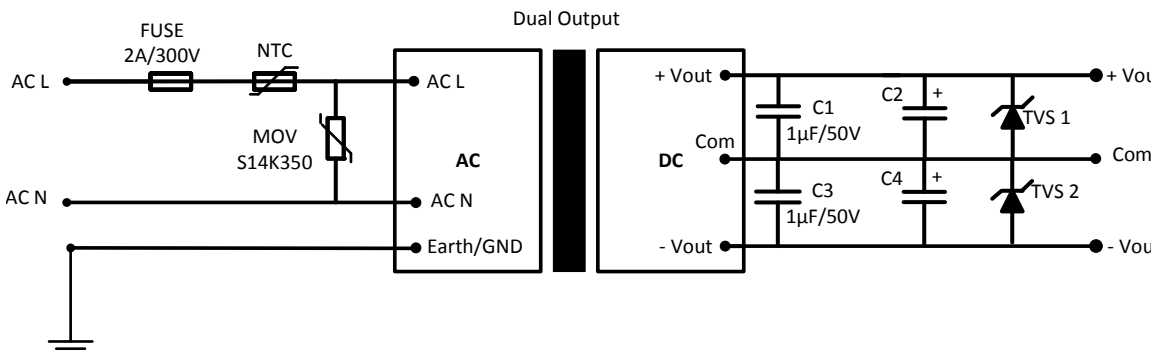 Dual Output
FUSE
2A/300V
NTC
AC L
AC L
MOV
S14K350
AC
AC N
AC N
Earth/GND
+ Vout
Com
DC
- Vout
C1
1µF/50V
C2
+
TVS 1
C3
1µF/50V
C4
+
TVS 2
+ Vou
Com
- Vou